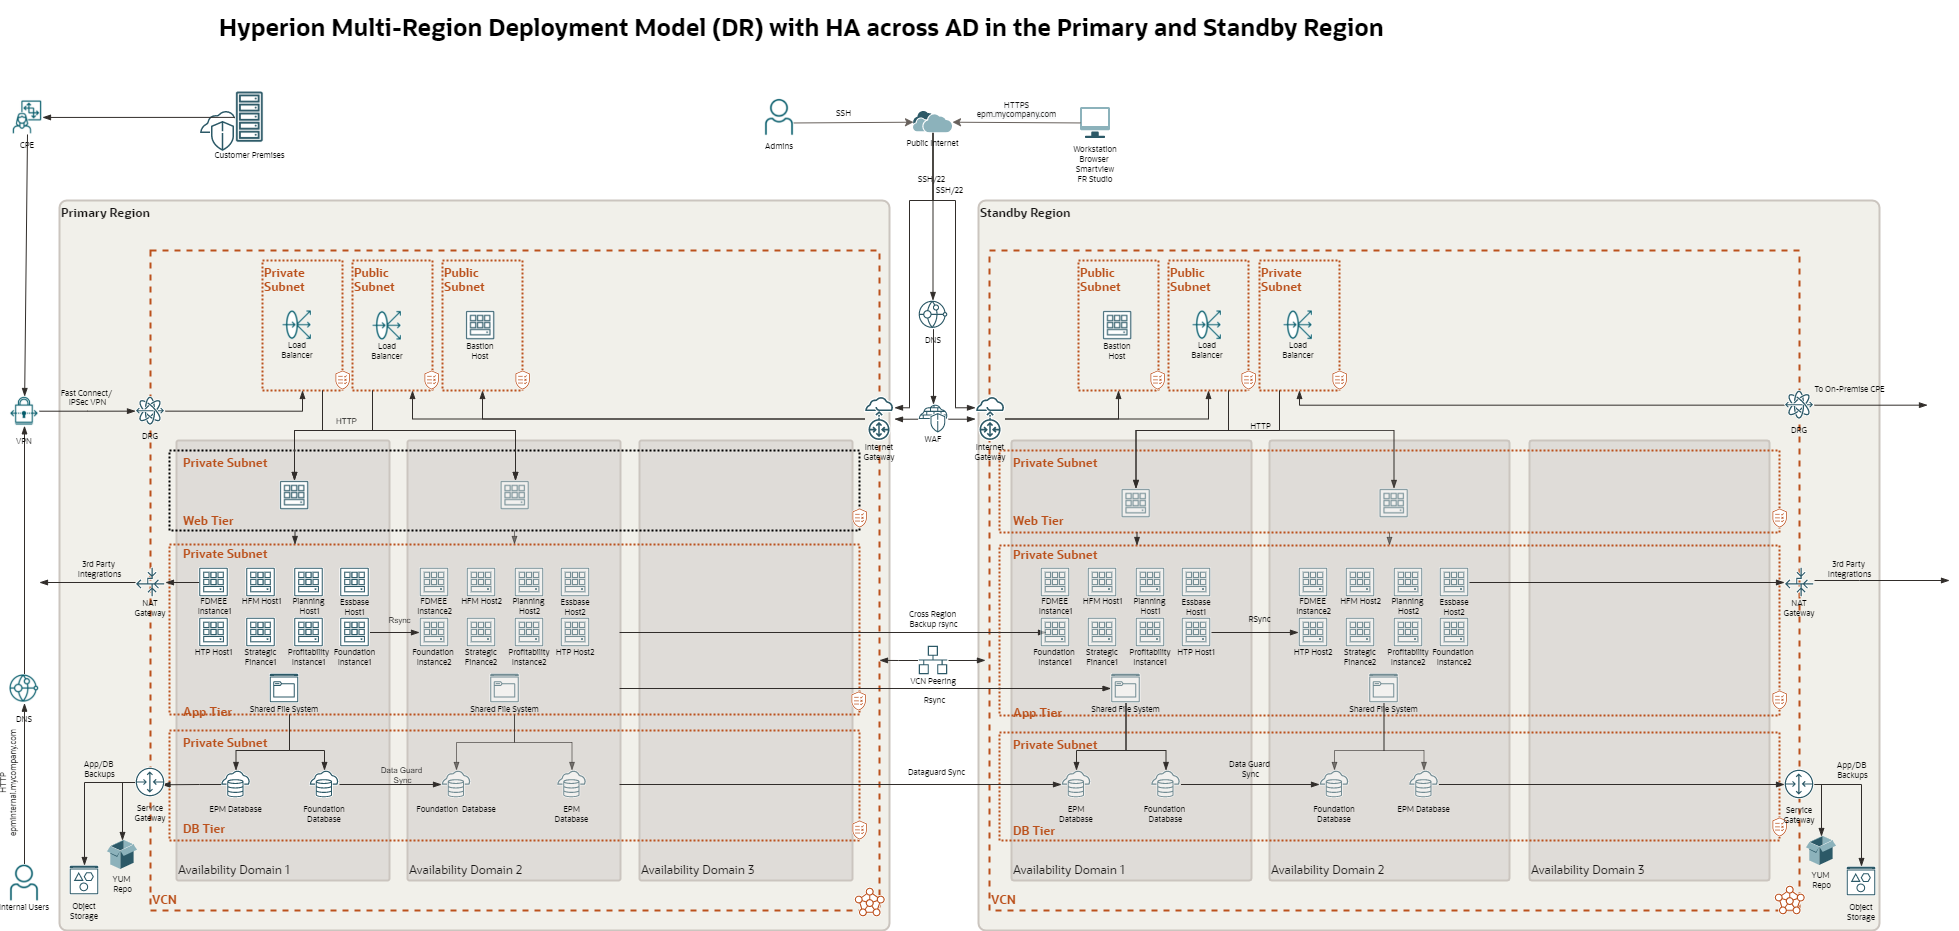 Hyperion Multi-Region Deployment Model (DR) with HA across AD in the Primary and Standby Region
CPE
Customer Premises
SSH
Admins
Public Internet
HTTPS
epm.mycompany.com
Workstation
Browser
Smartview
FR Studio
SSH/22
SSH/22
DNS
WAF
Primary Region
Private
Subnet
Load
Balancer
Public
Subnet
Load
Balancer
Public
Subnet
Bastion
Host
Fast Connect/
IPSec VPN
VPN
DRG
HTTP
Internet
Gateway
Private Subnet
Web Tier
Private Subnet
3rd Party
Integrations
NAT
Gateway
FDMEE
Instance1
HFM Host1
Planning
Host1
Essbase
Host1
HTP Host1
Strategic
Finance1
Profitability
Instance1
Foundation
Instance1
Rsync
FDMEE
Instance2
HFM Host2
Planning
Host2
Essbase
Host2
Foundation
Instance2
Strategic
Finance2
Profitability
Instance2
HTP Host2
Shared File System
Shared File System
App Tier
Private Subnet
EPM Database
Foundation
Database
Data Guard
Sync
Foundation Database
EPM
Database
DB Tier
Availability Domain 1
Availability Domain 2
Availability Domain 3
VCN
DNS
HTTP
epminternal.mycompany.com
Internal Users
App/DB
Backups
Service
Gateway
YUM
Repo
Object
Storage
Cross Region
Backup rsync
VCN Peering
Rsync
Dataguard Sync
Standby Region
Public
Subnet
Bastion
Host
Public
Subnet
Load
Balancer
Private
Subnet
Load
Balancer
To On-Premise CPE
DRG
HTTP
Internet
Gateway
Private Subnet
Web Tier
Private Subnet
FDMEE
Instance1
HFM Host1
Planning
Host1
Essbase
Host1
Foundation
Instance1
Strategic
Finance1
Profitability
Instance1
HTP Host1
RSync
FDMEE
Instance2
HFM Host2
Planning
Host2
Essbase
Host2
HTP Host2
Strategic
Finance2
Profitability
Instance2
Foundation
Instance2
3rd Party
Integrations
NAT
Gateway
Shared File System
Shared File System
App Tier
Private Subnet
EPM
Database
Foundation
Database
Data Guard
Sync
Foundation
Database
EPM Database
DB Tier
Availability Domain 1
Availability Domain 2
Availability Domain 3
VCN
App/DB
Backups
Service
Gateway
YUM
Repo
Object
Storage